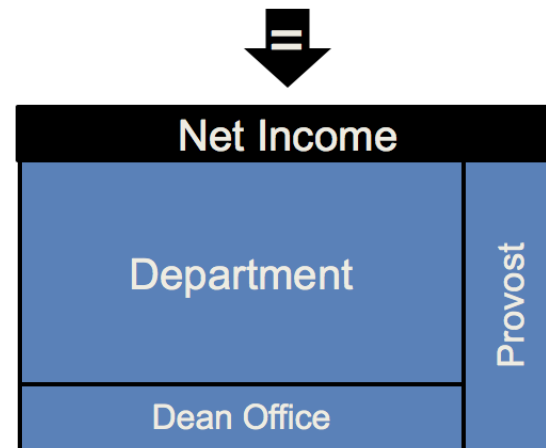 =
Net Income
Department
Provost
Dean Office